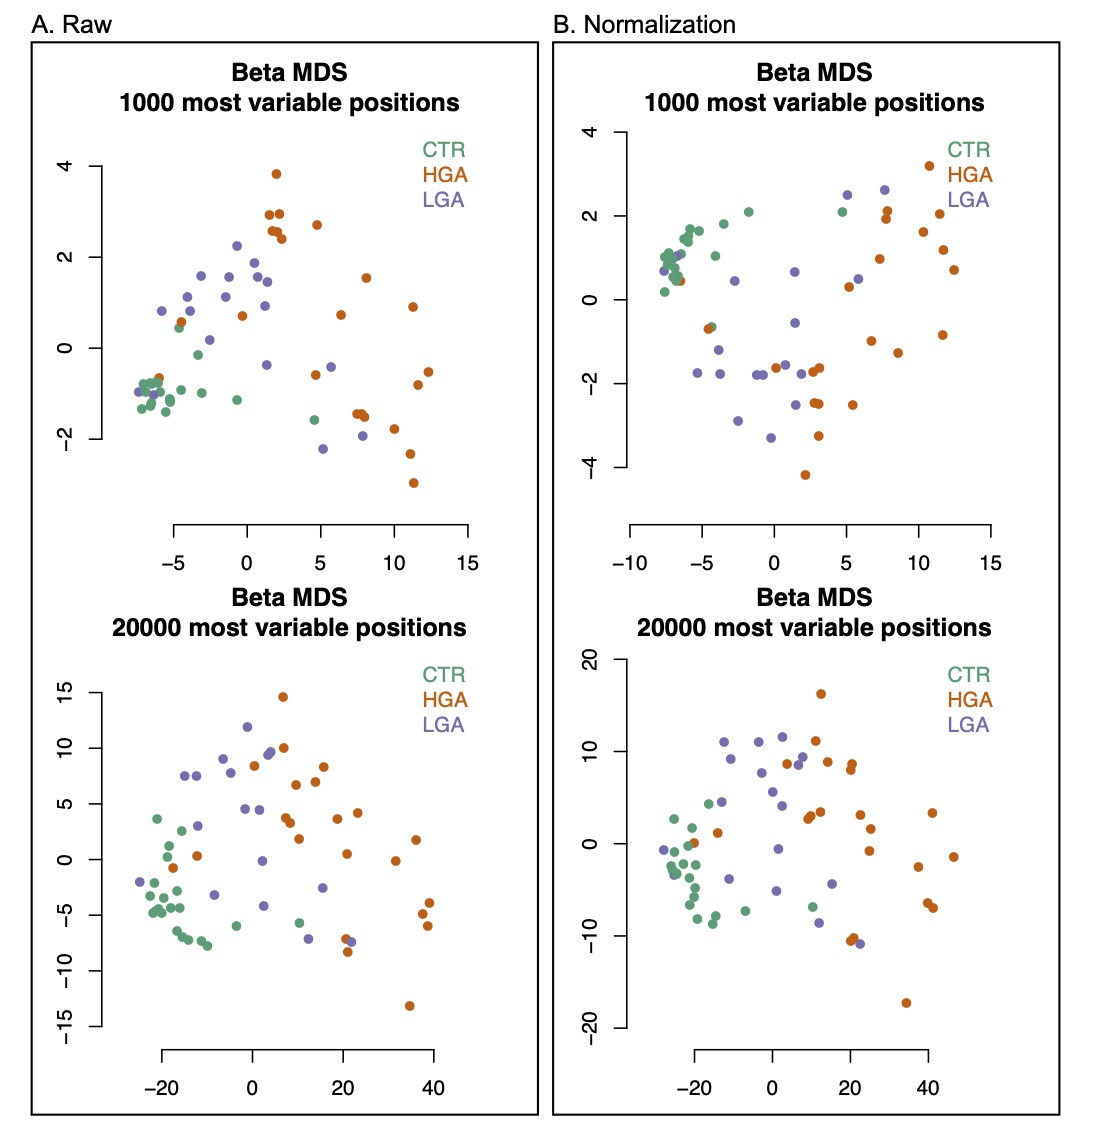 A. Raw
Beta MDS
1000 most variable positions
CTR
HGA
LGA
4
2
0
−2
−5 0 5 10 15
Beta MDS
20000 most variable positions
CTR
HGA
LGA
15
10
5
0
−5
−10
−15
−20 0 20 40
B. Normalization
Beta MDS
1000 most variable positions
CTR
HGA
LGA
4
2
0
−2
−4
−10 −5 0 5 10 15
Beta MDS
20000 most variable positions
CTR
HGA
LGA
20
10
0
−10
−20
−20 0 20 40